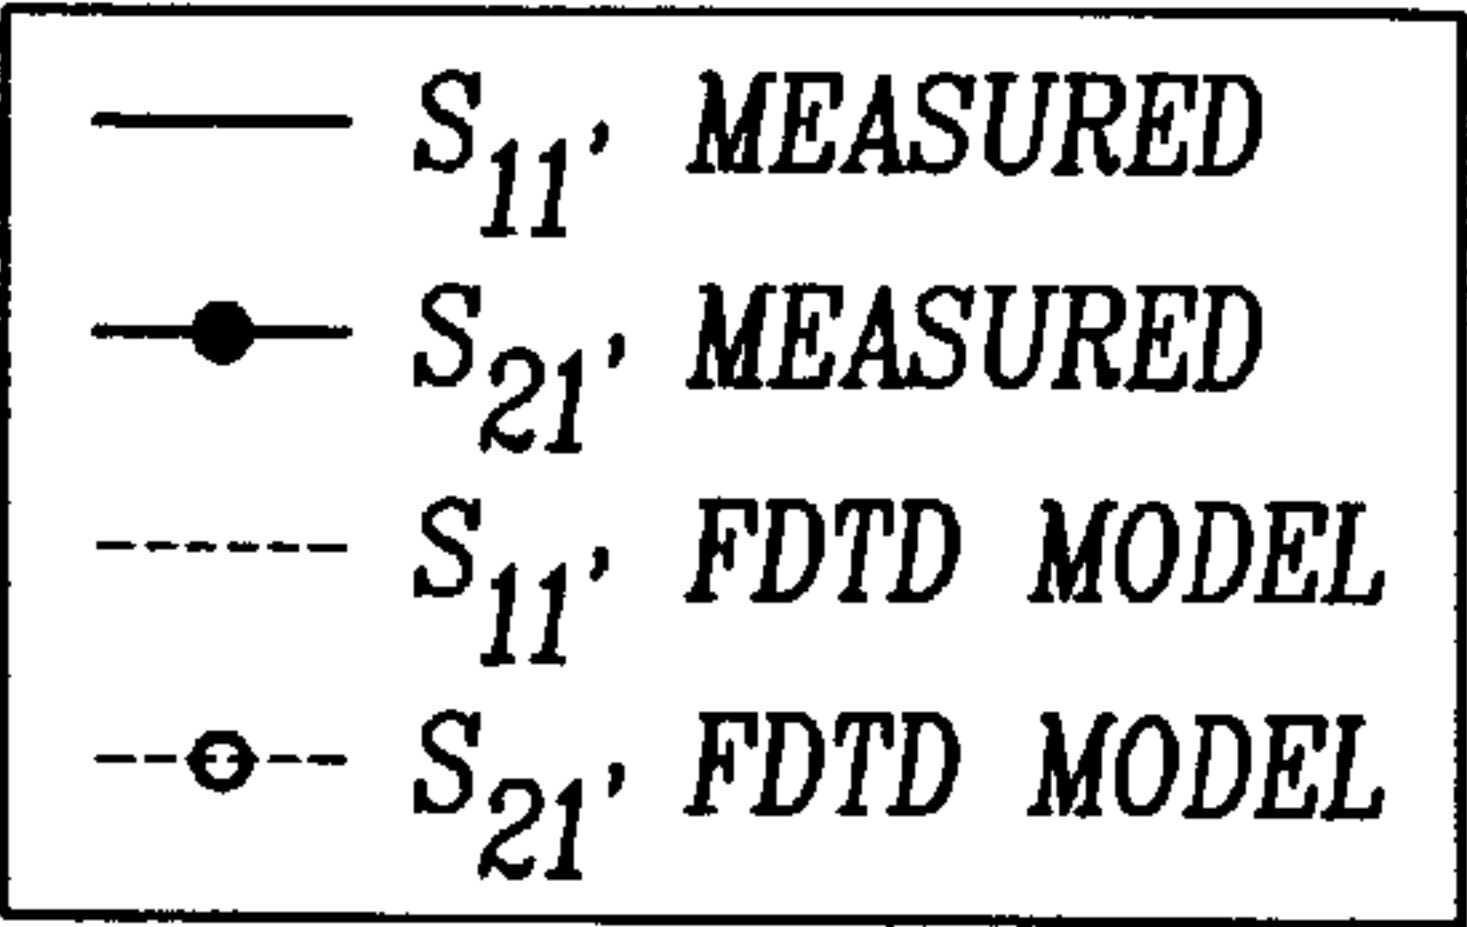 S11, MEASURED
S21, MEASURED
S11, FDTD MODEL
S21, FDTD MODEL